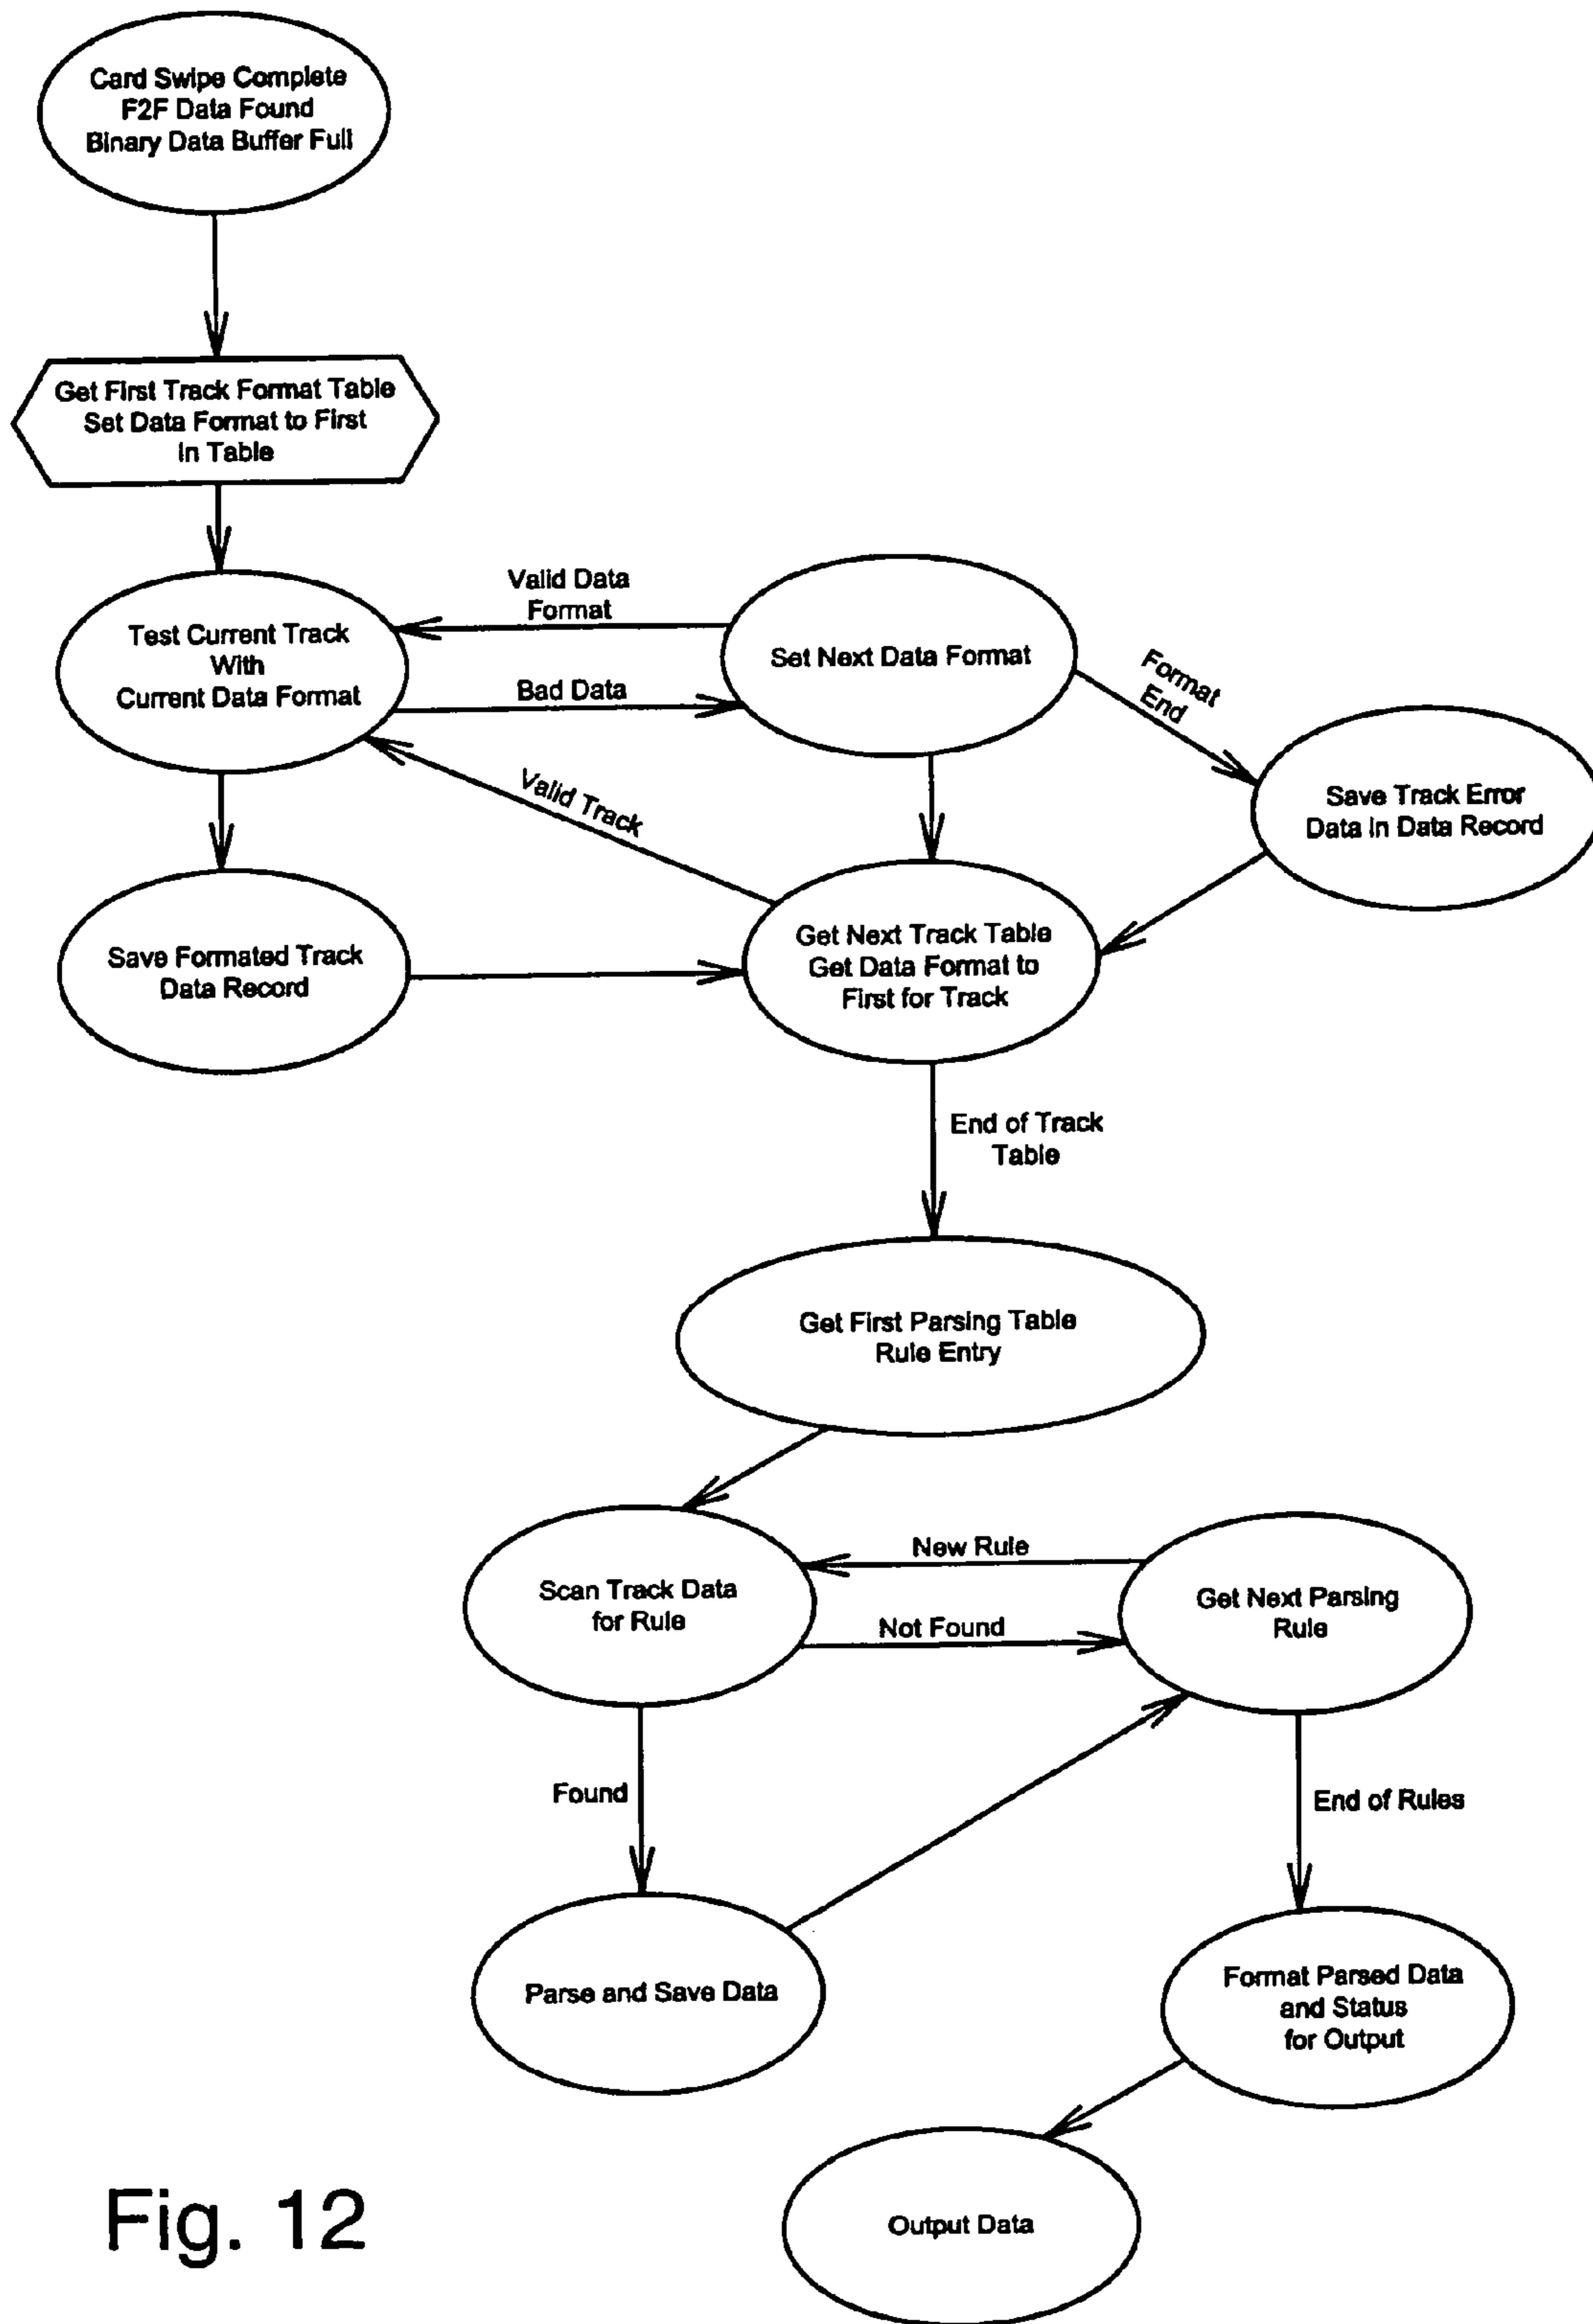 Card Swipe Complete
F2F Data Found
Binary Data Buffer Full
Get First Track Format Table
Set Data Format to First
in Table
Valid Data
Format
Test Current Track
With
Current Data Format
Set Next Data Format
Bad Data
Format
End
Valid Track
Save Track Error
Data in Data Record
Save Formated Track
Data Record
Get Next Track Table
Get Data Format to
First for Track
End of Track
Table
Get First Parsing Table
Rule Entry
New Rule
Scan Track Data
for Rule
Get Next Parsing
Rule
Not Found
Found
End of Rules
Parse and Save Data
Format Parsed Data
and Status
for Output
Output Data
Fig. 12